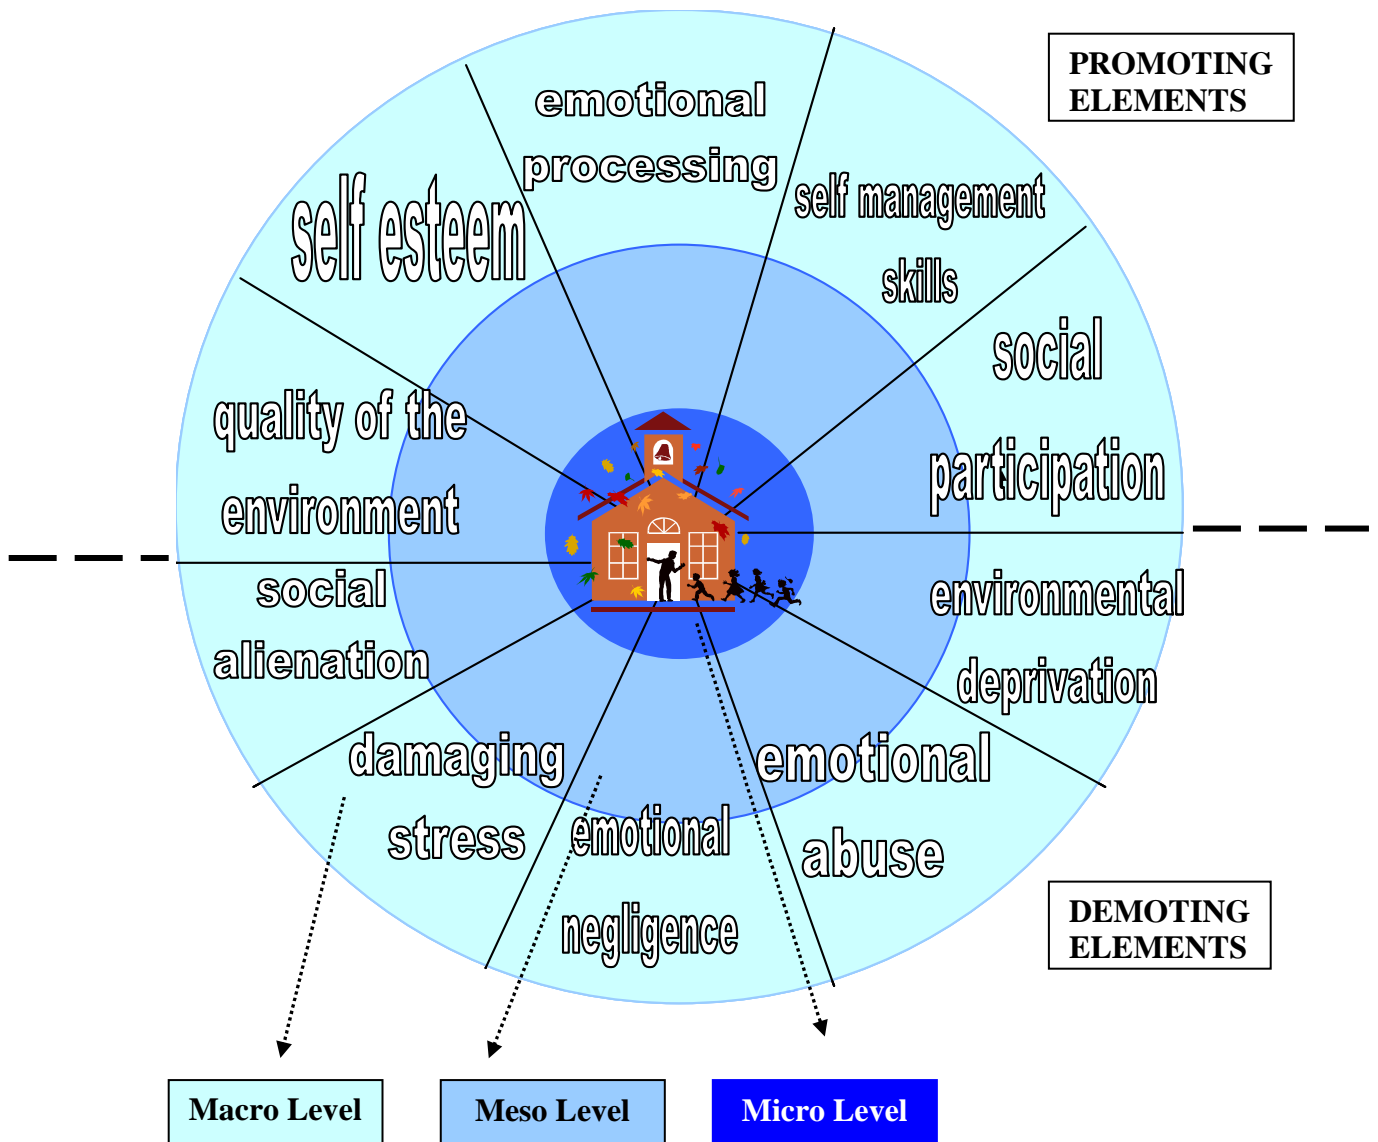 PROMOTING
ELEMENTS
emotional
processing
self management
skills
self esteem
social
participation
quality of the
environment
social
alienation
environmental
deprivation
damaging
stress
emotional
negligence
emotional
abuse
DEMOTING
ELEMENTS
Macro Level
Meso Level
Micro Level